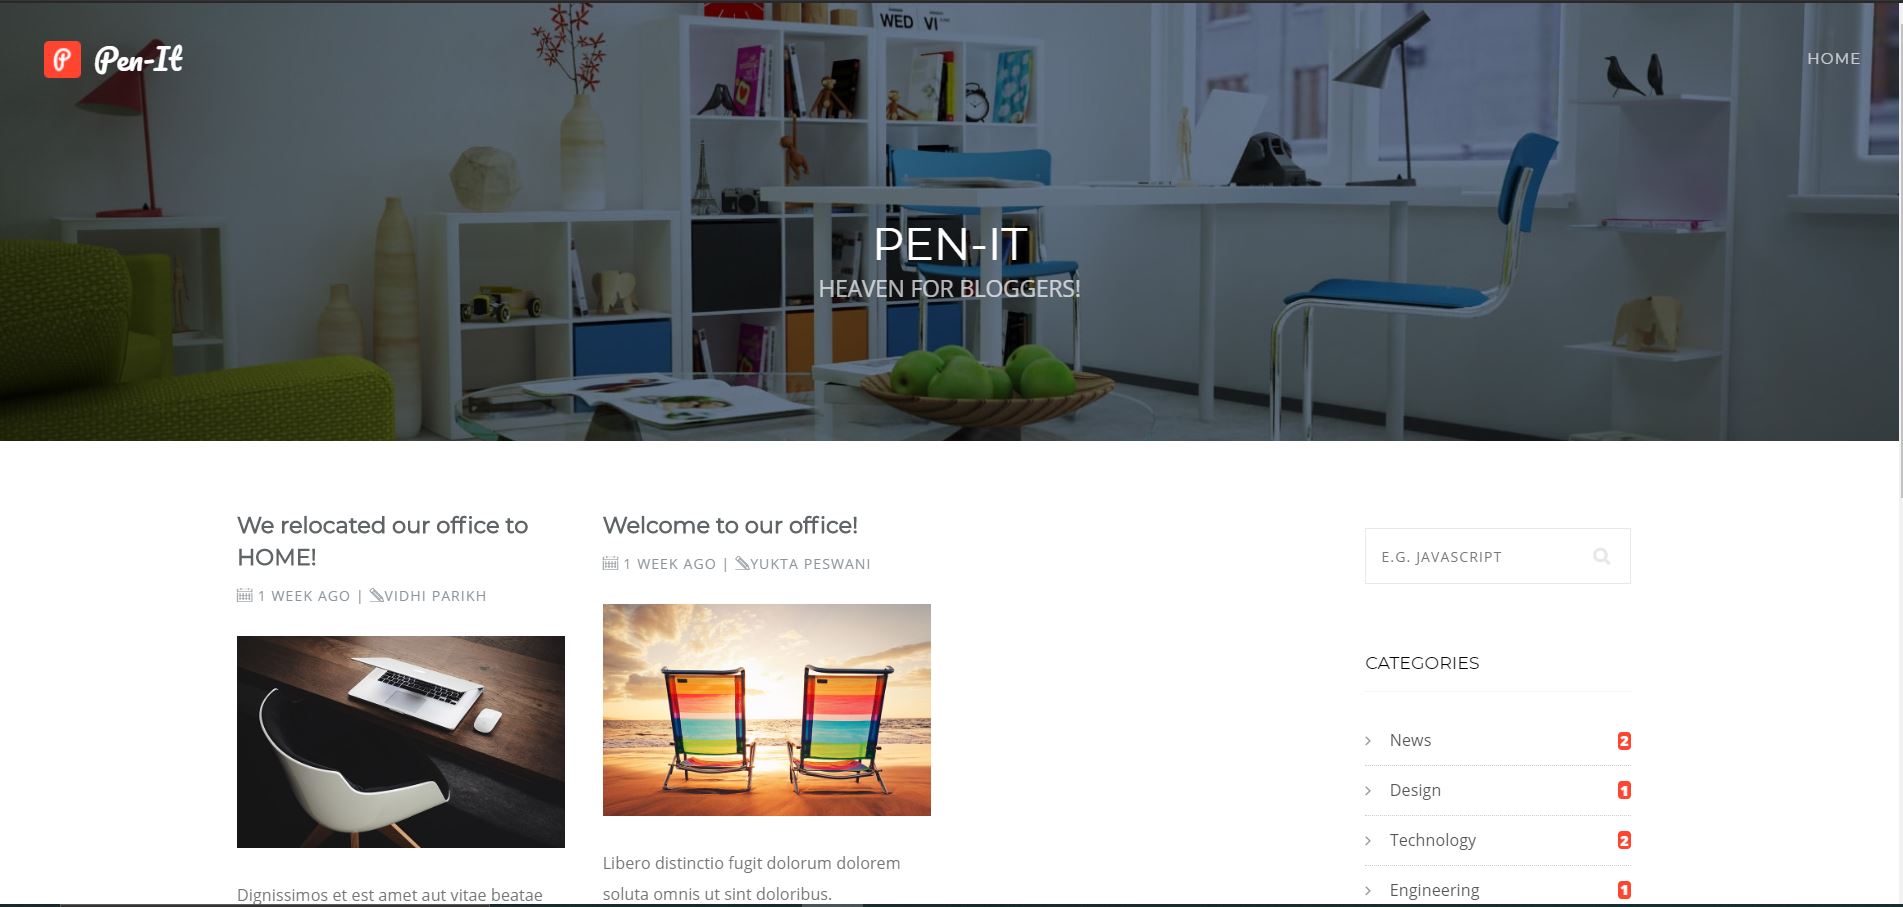 P Pen-It
HOME
WED VI
PEN-IT
HEAVEN FOR BLOGGERS!
We relocated our office to
HOME!
1 WEEK AGO | VIDHI PARIKH
Dignissimos et est amet aut vitae beatae
Welcome to our office!
1 WEEK AGO | YUKTA PESWANI
Libero distinctio fugit dolorum dolorem
soluta omnis ut sint doloribus.
E.G. JAVASCRIPT
CATEGORIES
News 2
Design 1
Technology 2
Engineering 1